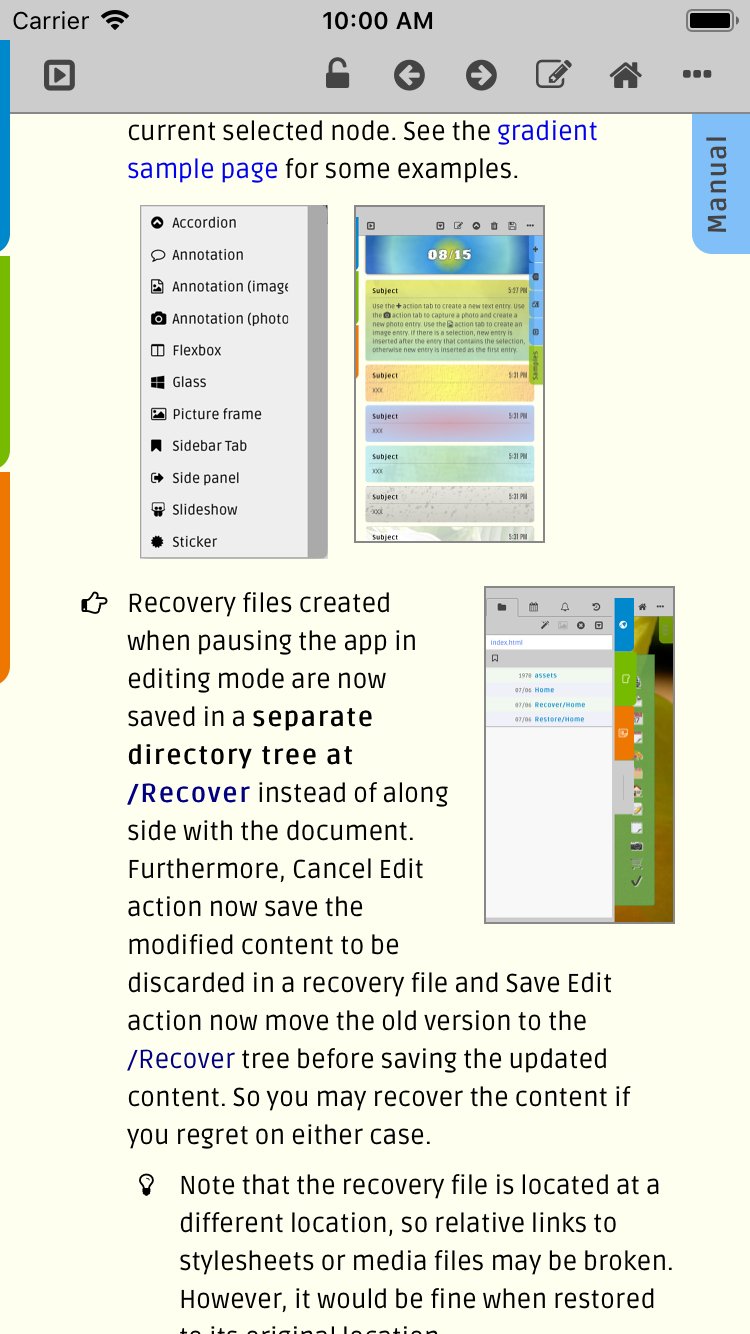 Carrier 10:00 AM
Manual
current selected node. See the gradient
sample page for some examples.
Accordion
Annotation
Annotation (image
Annotation (photo
Flexbox
Glass
Picture frame
Sidebar Tab
Side panel
Slideshow
Sticker
08/15
Subject 5:27 PM
Use the action tab to create a new text entry. Use
the action tab to capture a photo and create a
new photo entry. Use the action tab to create an
image entry. if there is a selection, new entry is
inserted after the entry that contains the selection,
otherwise new entry is inserted as the first entry.
Samples
Subject 5:31 PM
XXX
Subject 5:31 PM
XXX
Subject 5:31 PM
XXX
Subject 5:31 PM
XXX
Subject 5:31 PM
Recovery files created
when pausing the app in
editing mode are now
saved in a separate
directory tree at
/Recover instead of along
side with the document.
Furthermore, Cancel Edit
action now save the
modified content to be
discarded in a recovery file and Save Edit
action now move the old version to the
/Recover tree before saving the updated
content. So you may recover the content if
you regret on either case.
index.html
1970 assets
07/06 Home
07/06 Recover/Home
07/06 Restore/Home
Note that the recovery file is located at a
different location, so relative links to
stylesheets or media files may be broken.
However, it would be fine when restored
to its original location